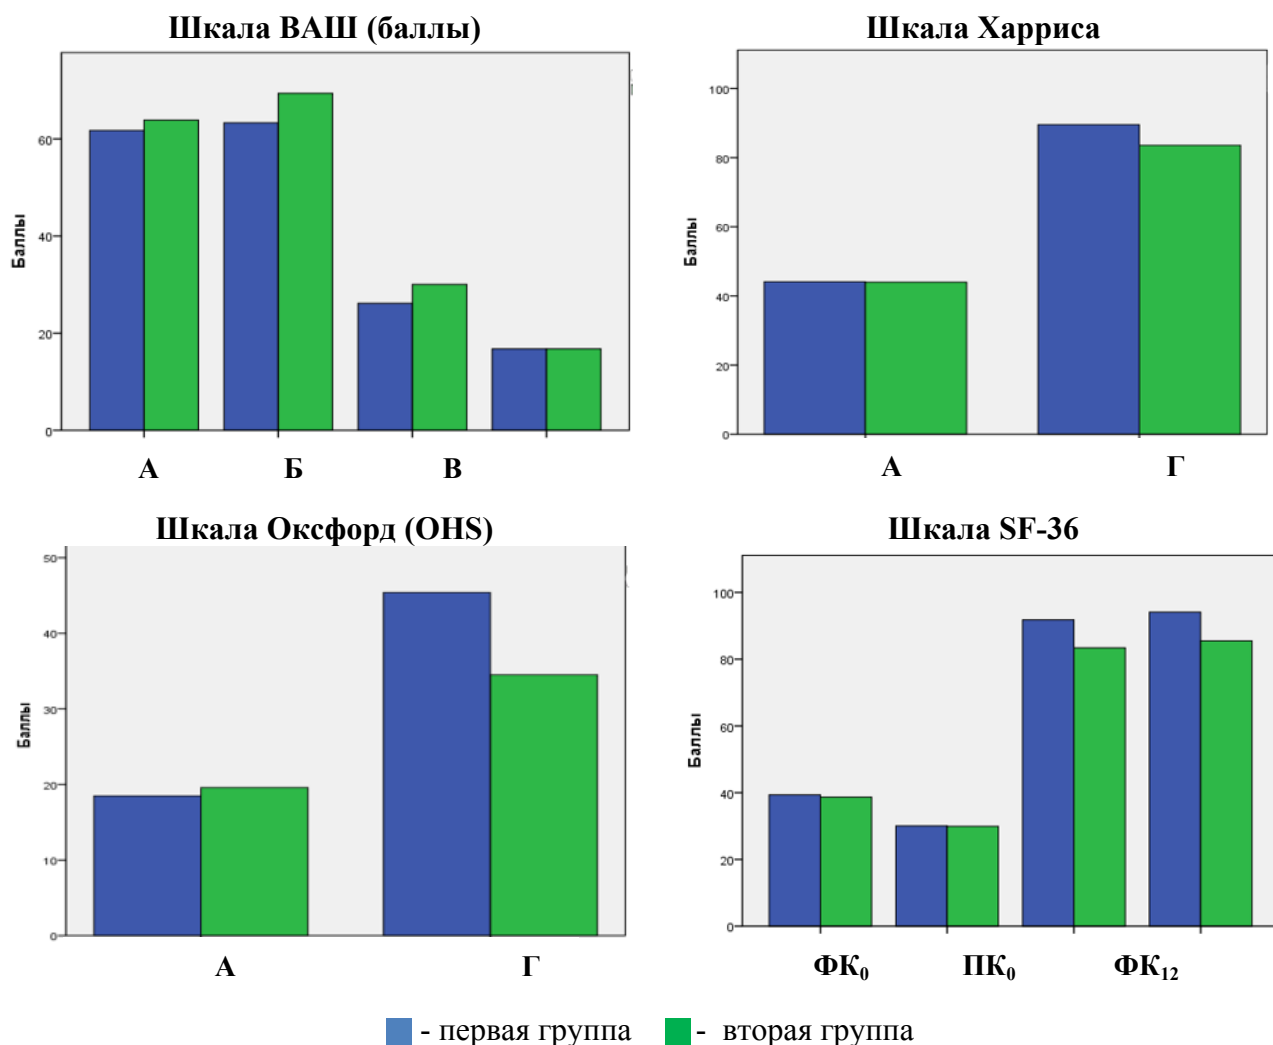 Шкала ВАШ (баллы)
Баллы
60
40
20
0
А Б В
Шкала Харриса
Баллы
100
80
60
40
20
0
А Г
Шкала Оксфорд (OHS)
Баллы
50
40
30
20
10
0
А Г
Шкала SF-36
Баллы
100
80
60
40
20
0
ФК₀ ПК₀ ФК₁₂
- первая группа - вторая группа